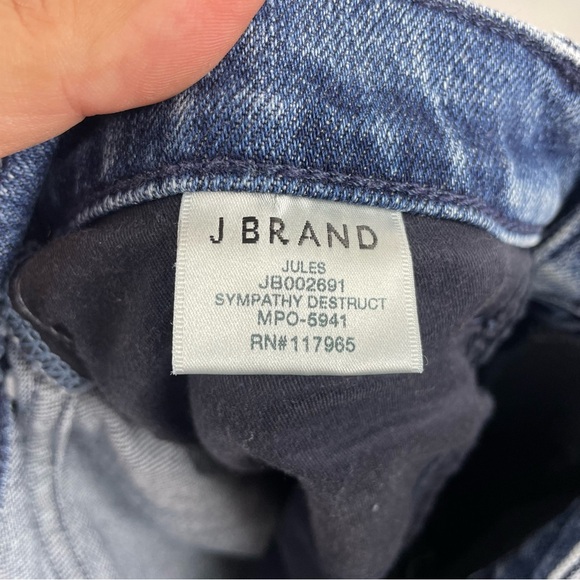 J BRAND
JULES
JB002691
SYMPATHY DESTRUCT
MPO-5941
RN#117965